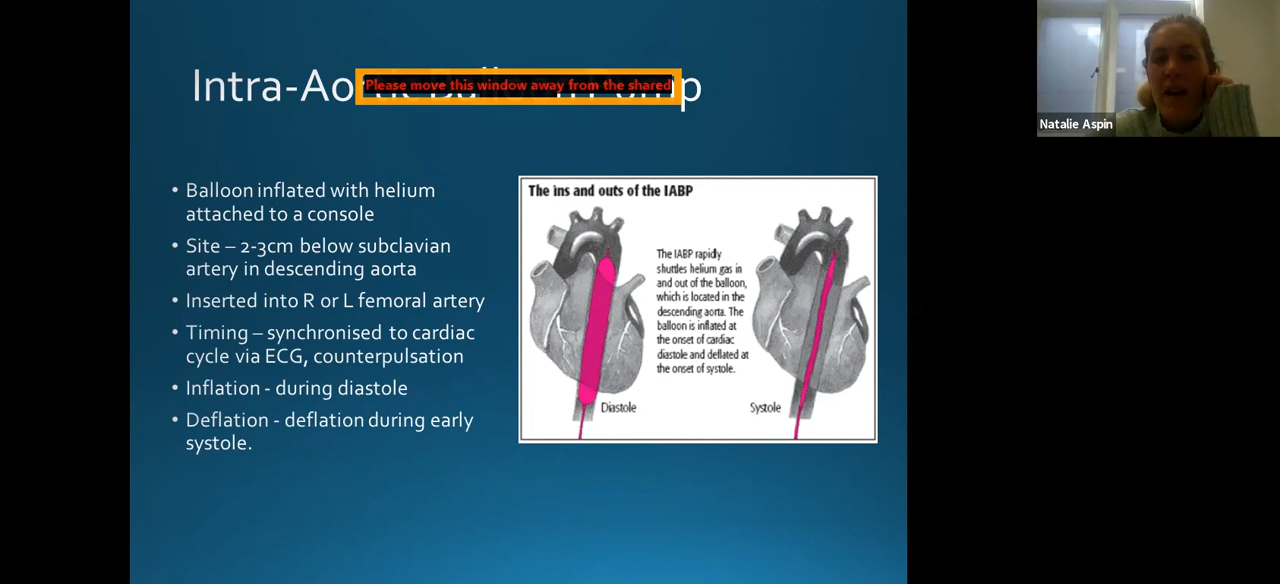 Intra-Ao
Please move this window away from the shared
p
• Balloon inflated with helium
attached to a console
• Site – 2-3cm below subclavian
artery in descending aorta
• Inserted into R or L femoral artery
• Timing – synchronised to cardiac
cycle via ECG, counterpulsation
• Inflation - during diastole
• Deflation - deflation during early
systole.
The ins and outs of the IABP
The IABP rapidly
shuttles helium gas in
and out of the balloon,
which is located in the
descending aorta. The
balloon is inflated at
the onset of cardiac
diastole and deflated at
the onset of systole.
Diastole
Systole
Natalie Aspin